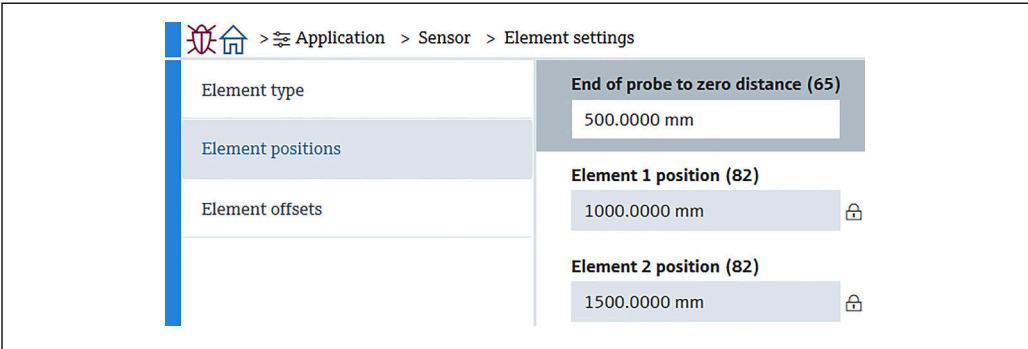 > Application > Sensor > Element settings
Element type
Element positions
Element offsets
End of probe to zero distance (65)
500.0000 mm
Element 1 position (82)
1000.0000 mm
Element 2 position (82)
1500.0000 mm